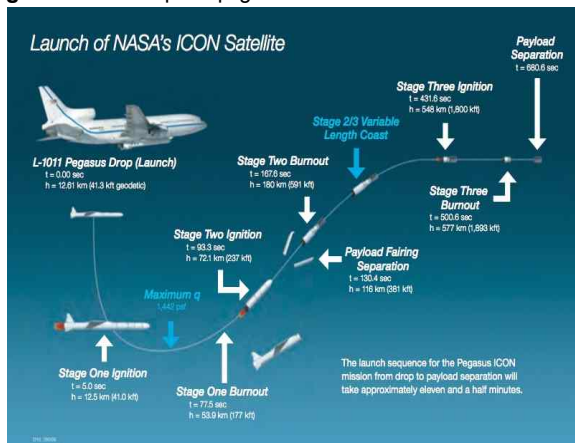 Launch of NASA's ICON Satellite
Payload
Separation
t = 680.6 sec
Stage Three Ignition
t = 431.6 sec
h = 548 km (1,800 kft)
Stage 2/3 Variable
Length Coast
L-1011 Pegasus Drop (Launch)
t = 0.00 sec
h = 12.61 km (41.3 kft geodetic)
Stage Two Burnout
t = 167.6 sec
h = 180 km (591 kft)
Stage Three
Burnout
t = 500.6 sec
h = 577 km (1,893 kft)
Stage Two Ignition
t = 93.3 sec
h = 72.1 km (237 kft)
Payload Fairing
Separation
t = 130.4 sec
h = 116 km (381 kft)
Maximum q
Stage One Ignition
t = 5.0 sec
h = 12.5 km (41.0 kft)
Stage One Burnout
t = 77.5 sec
h = 53.9 km (177 kft)
The launch sequence for the Pegasus ICON
mission from drop to payload separation will
take approximately eleven and a half minutes.